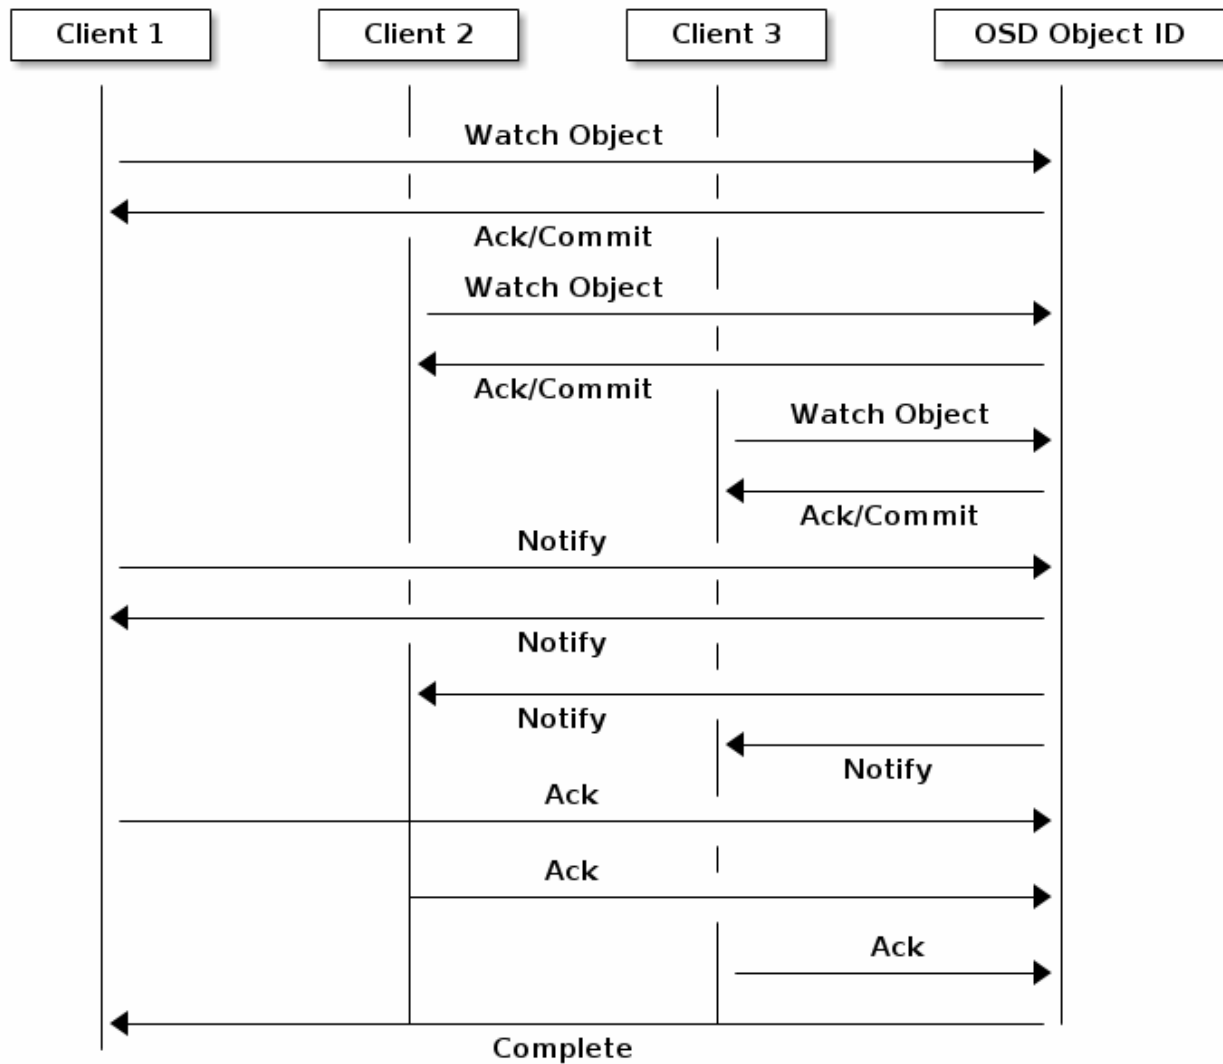 Client 1
Client 2
Client 3
OSD Object ID
Watch Object
Ack/Commit
Watch Object
Ack/Commit
Watch Object
Ack/Commit
Notify
Notify
Notify
Notify
Ack
Ack
Ack
Complete